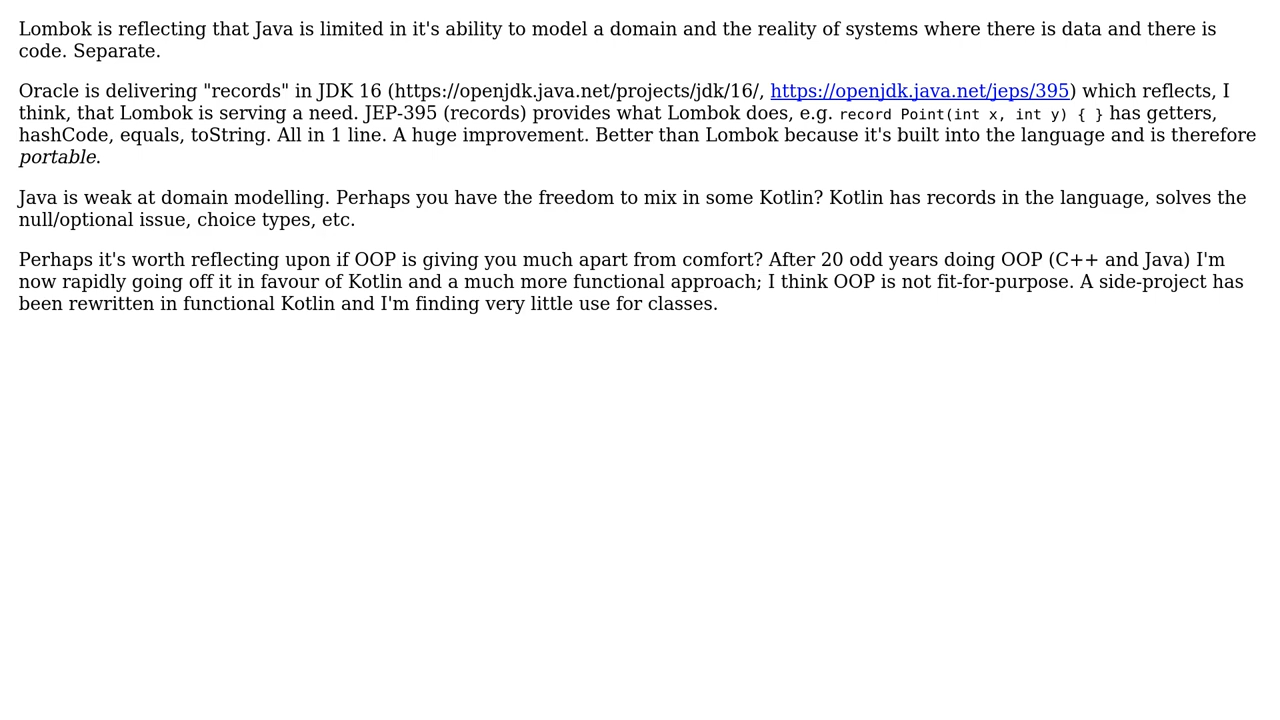 Lombok is reflecting that Java is limited in it's ability to model a domain and the reality of systems where there is data and there is
code. Separate.
Oracle is delivering "records" in JDK 16 (https://openjdk.java.net/projects/jdk/16/, https://openjdk.java.net/jeps/395) which reflects, I
think, that Lombok is serving a need. JEP-395 (records) provides what Lombok does, e.g. record Point(int x, int y) { } has getters,
hashCode, equals, toString. All in 1 line. A huge improvement. Better than Lombok because it's built into the language and is therefore
portable.
Java is weak at domain modelling. Perhaps you have the freedom to mix in some Kotlin? Kotlin has records in the language, solves the
null/optional issue, choice types, etc.
Perhaps it's worth reflecting upon if OOP is giving you much apart from comfort? After 20 odd years doing OOP (C++ and Java) I'm
now rapidly going off it in favour of Kotlin and a much more functional approach; I think OOP is not fit-for-purpose. A side-project has
been rewritten in functional Kotlin and I'm finding very little use for classes.